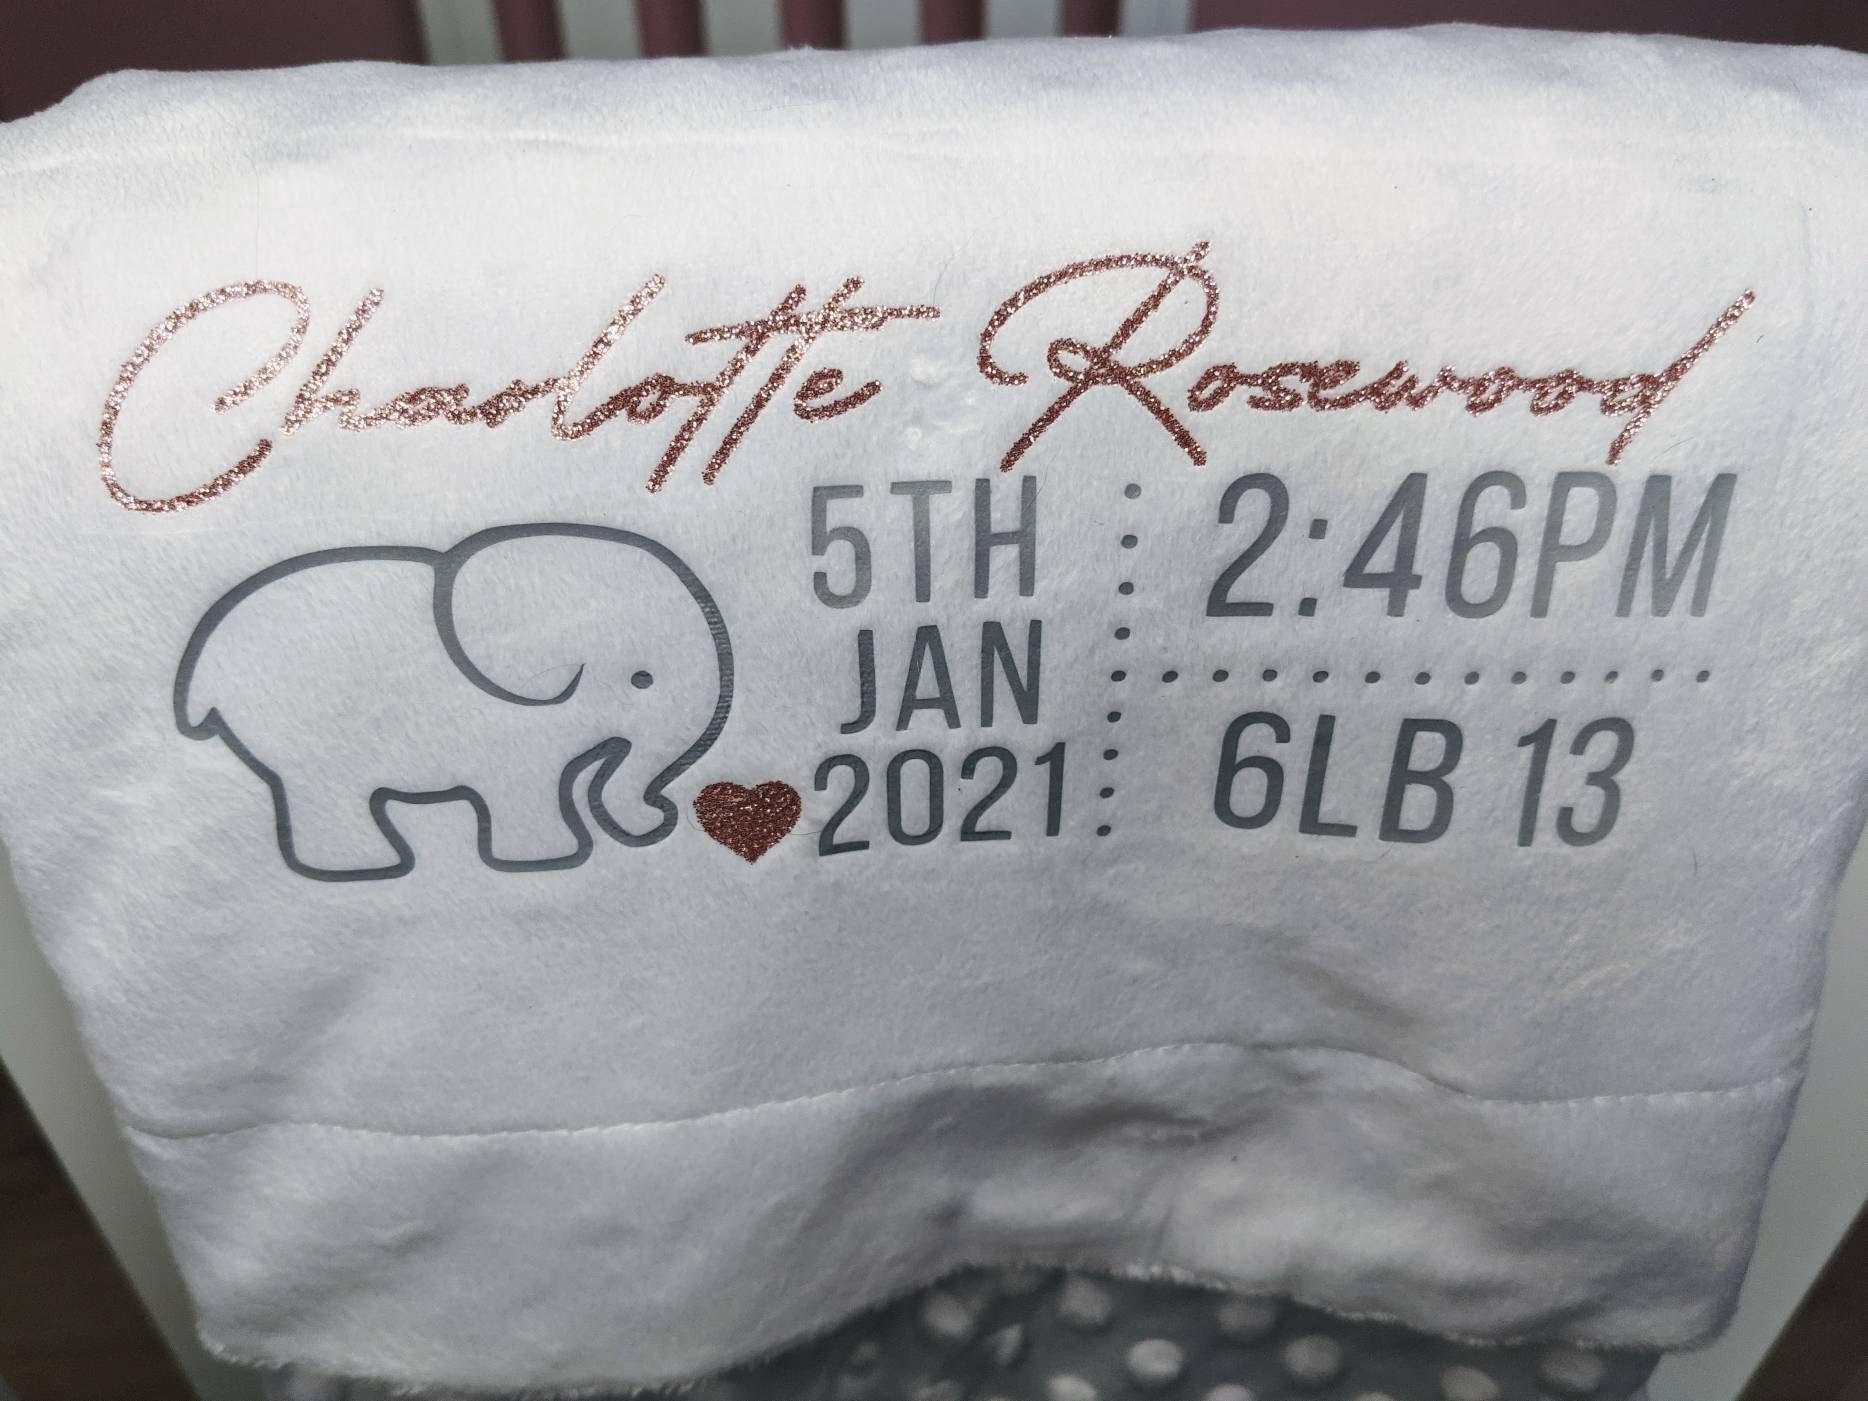 Charlotte Rosewood
5TH
JAN
2021
2:46PM
6LB 13